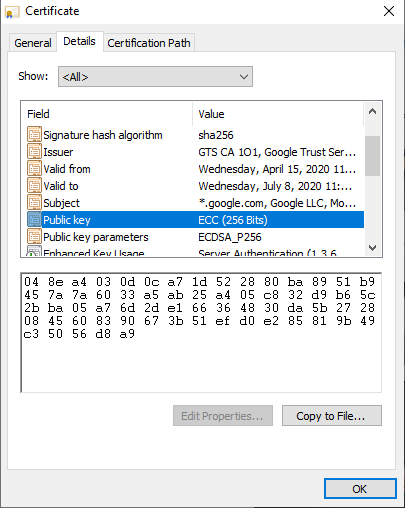 Certificate
General Details Certification Path
Show: <All>
Field Value
Signature hash algorithm sha256
Issuer GTS CA 1O1, Google Trust Ser...
Valid from Wednesday, April 15, 2020 11:...
Valid to Wednesday, July 8, 2020 11:...
Subject *.google.com, Google LLC, Mo...
Public key ECC (256 Bits)
Public key parameters ECDSA_P256
Enhanced Key Usage Server Authentication (1.3.6
04 8e a4 03 0d 0c a7 1d 52 28 80 ba 89 51 b9
45 7a 7a 60 33 a5 ab 25 a4 05 c8 32 d9 b6 5c
2b ba 05 a7 6d 2d e1 66 36 48 30 da 5b 27 28
08 45 60 83 90 67 3b 51 ef d0 e2 85 81 9b 49
c3 50 56 d8 a9
Edit Properties... Copy to File...
OK